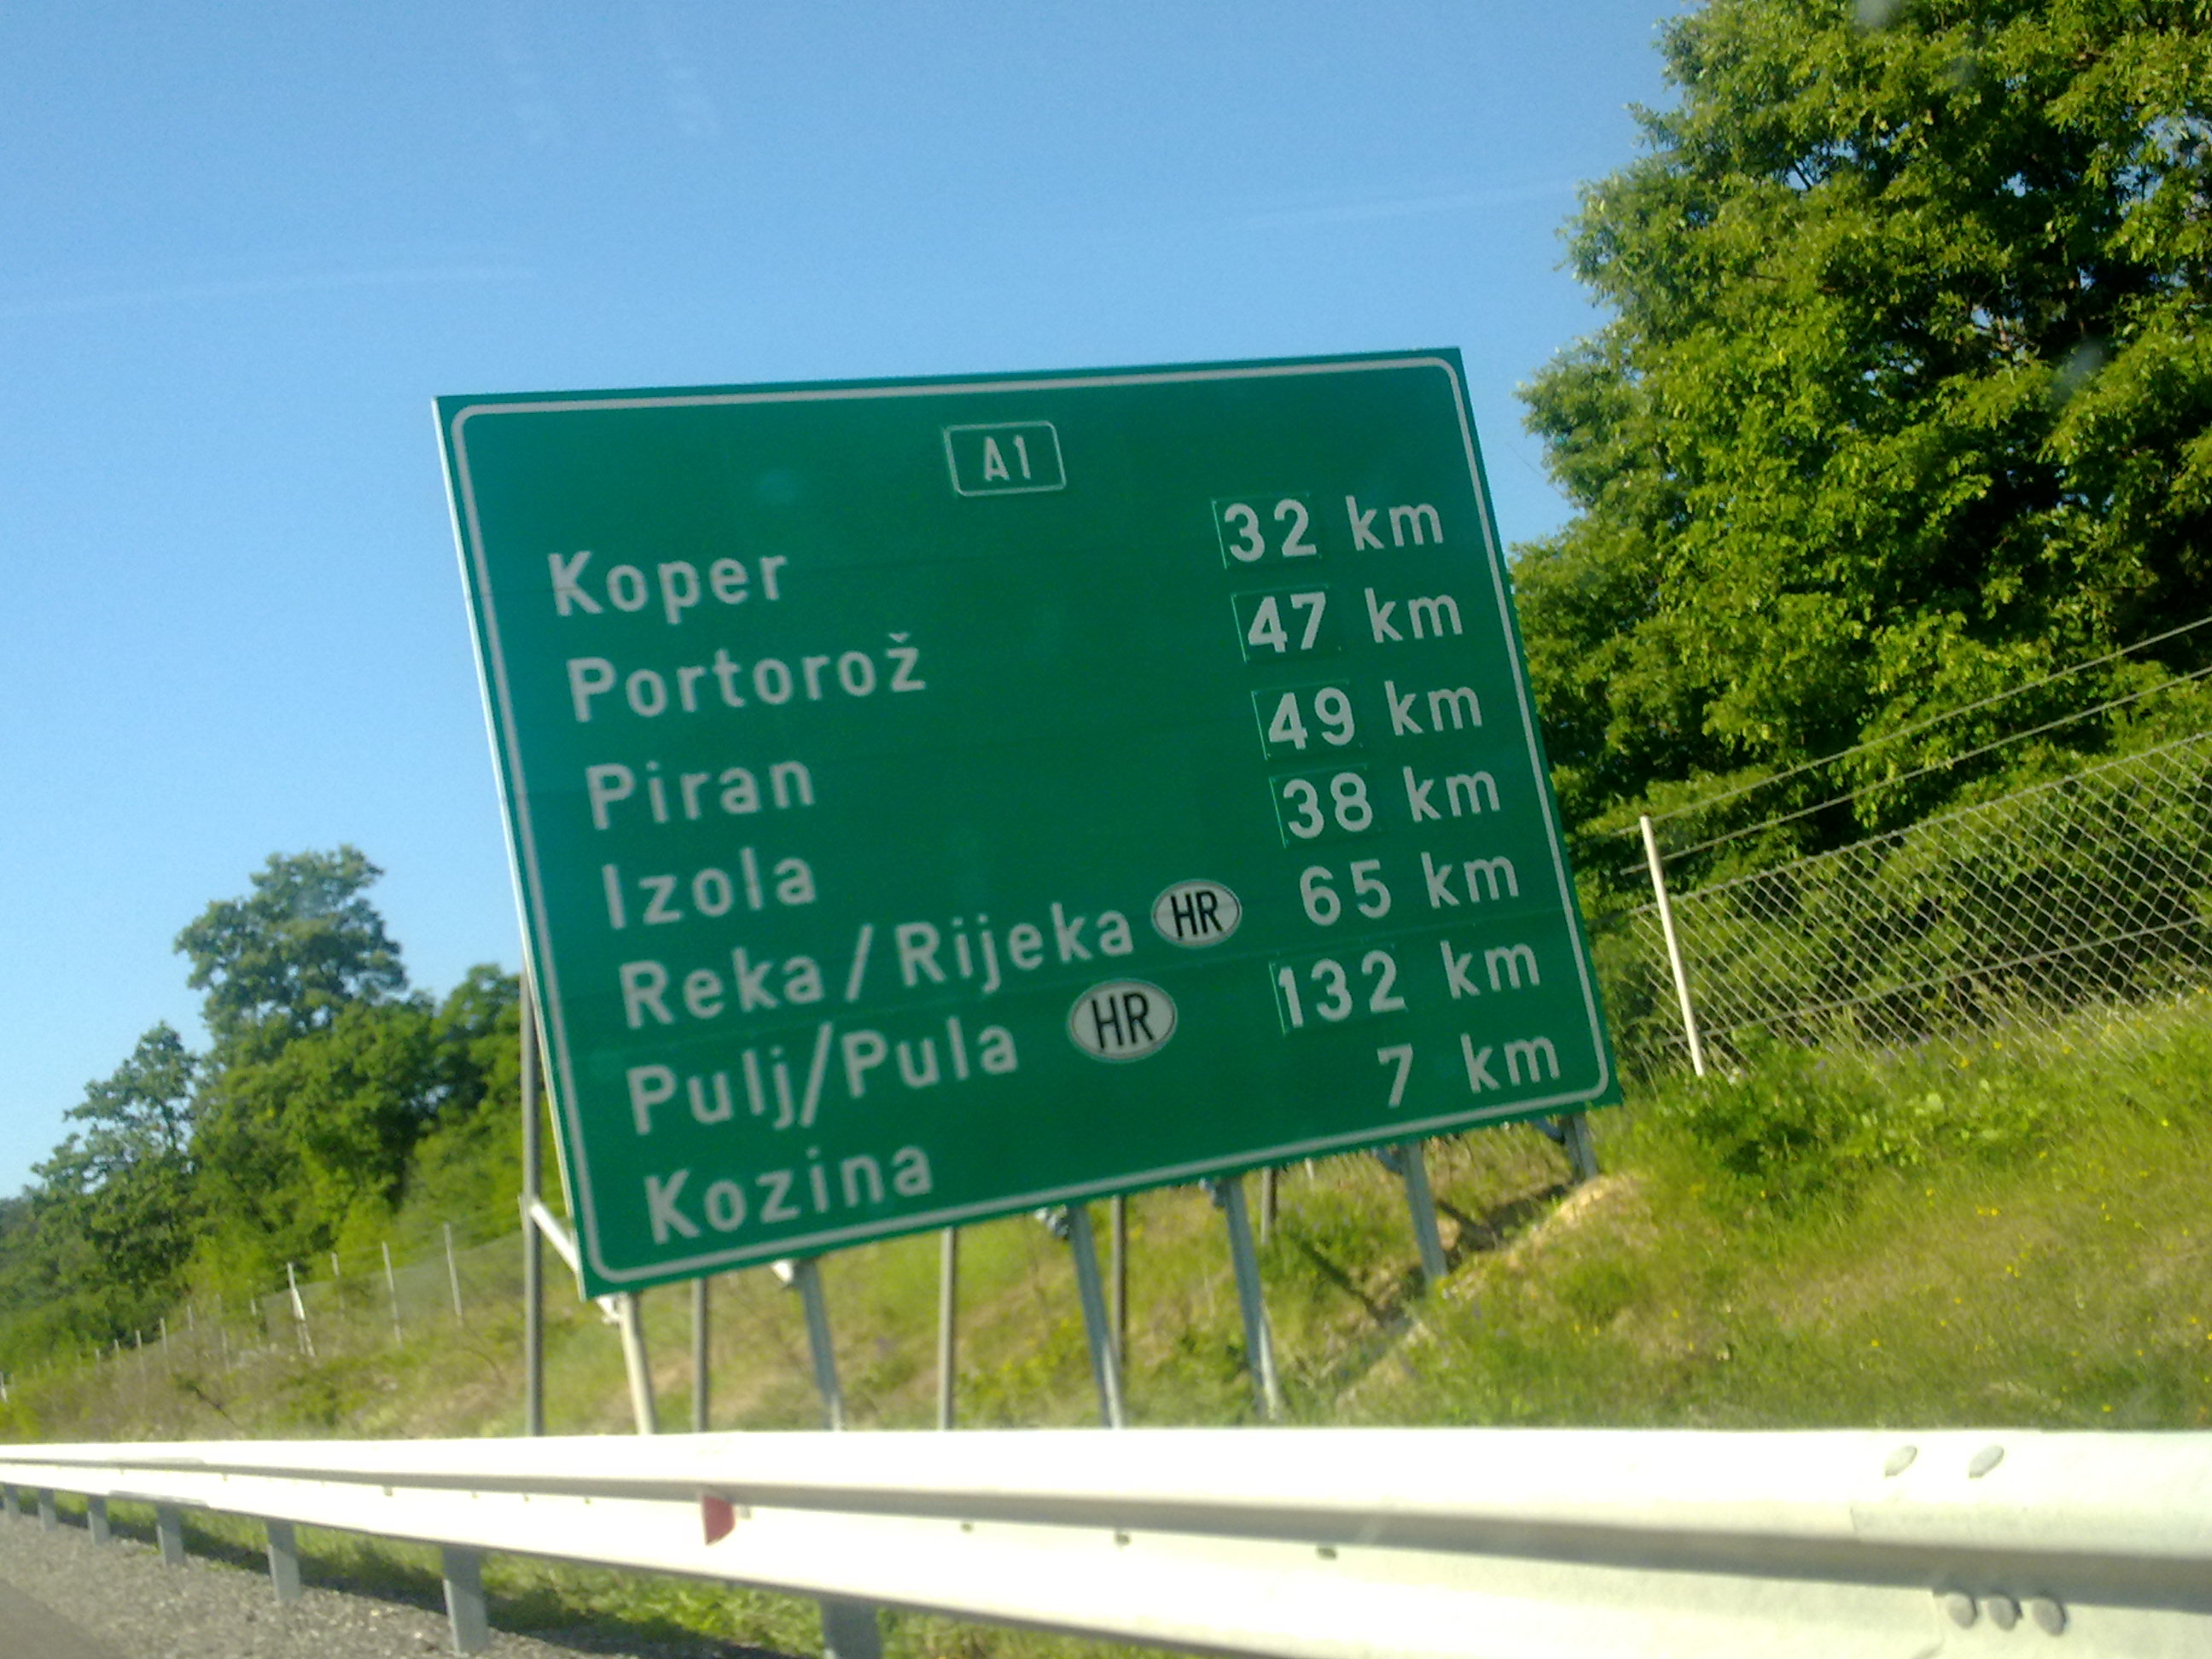 A1
Koper 32 km
Portorož 47 km
Piran 49 km
Izola 38 km
Reka/Rijeka HR 65 km
Pulj/Pula HR 132 km
Kozina 7 km